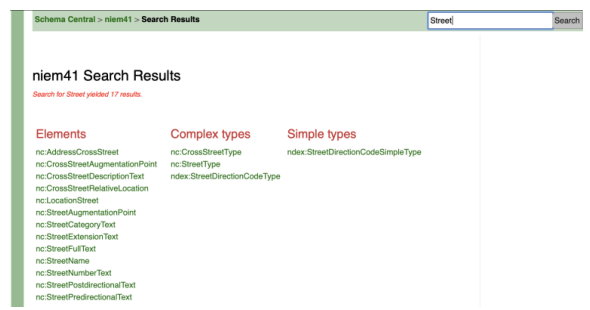 Schema Central > niem41 > Search Results
Street
Search
niem41 Search Results
Search for Street yielded 17 results.
Elements
nc:AddressCrossStreet
nc:CrossStreetAugmentationPoint
nc:CrossStreetDescriptionText
nc:CrossStreetRelativeLocation
nc:LocationStreet
nc:StreetAugmentationPoint
nc:StreetCategoryText
nc:StreetExtensionText
nc:StreetFullText
nc:StreetName
nc:StreetNumberText
nc:StreetPostdirectionalText
nc:StreetPredirectionalText
Complex types
nc:CrossStreetType
nc:StreetType
ndex:StreetDirectionCodeType
Simple types
ndex:StreetDirectionCodeSimpleType